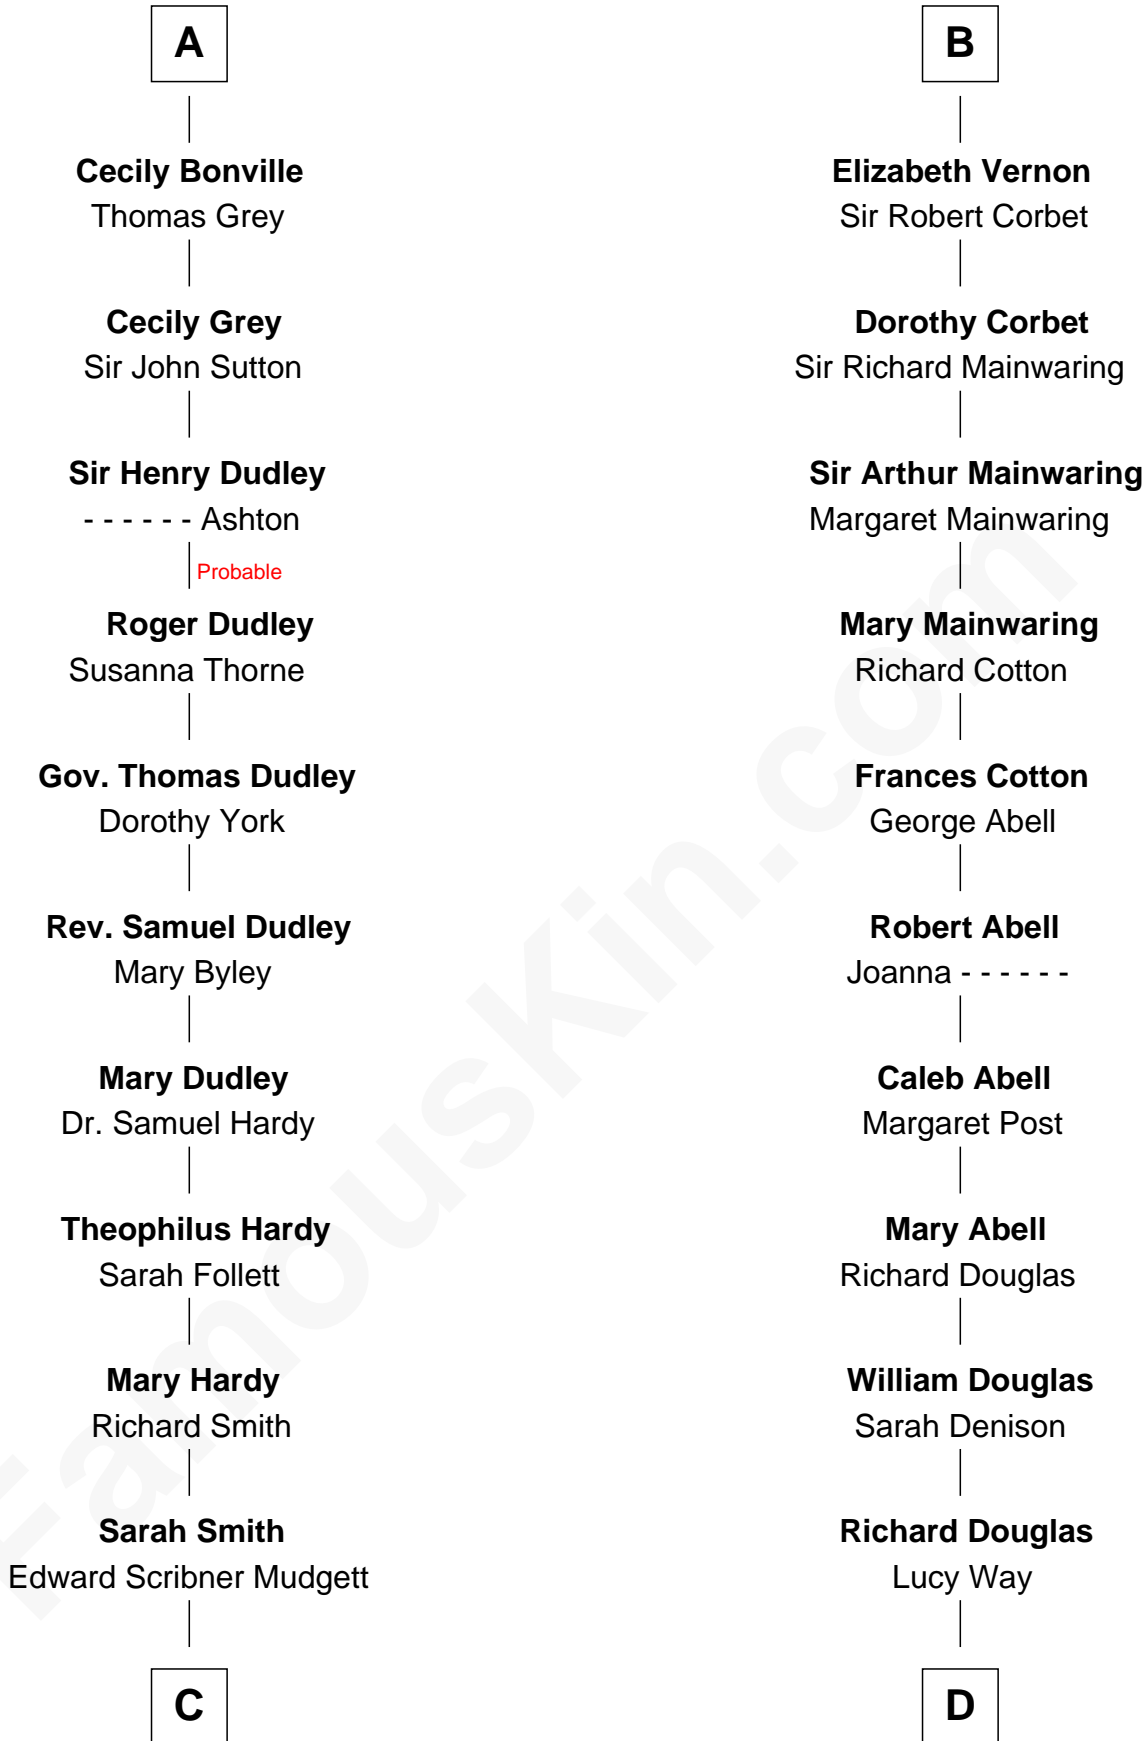 A
Cecily Bonville
Thomas Grey
Cecily Grey
Sir John Sutton
Sir Henry Dudley
- - - - - - Ashton
Probable
Roger Dudley
Susanna Thorne
Gov. Thomas Dudley
Dorothy York
Rev. Samuel Dudley
Mary Byley
Mary Dudley
Dr. Samuel Hardy
Theophilus Hardy
Sarah Follett
Mary Hardy
Richard Smith
Sarah Smith
Edward Scribner Mudgett
C
B
Elizabeth Vernon
Sir Robert Corbet
Dorothy Corbet
Sir Richard Mainwaring
Sir Arthur Mainwaring
Margaret Mainwaring
Mary Mainwaring
Richard Cotton
Frances Cotton
George Abell
Robert Abell
Joanna - - - - - -
Caleb Abell
Margaret Post
Mary Abell
Richard Douglas
William Douglas
Sarah Denison
Richard Douglas
Lucy Way
D
FamousKin.com